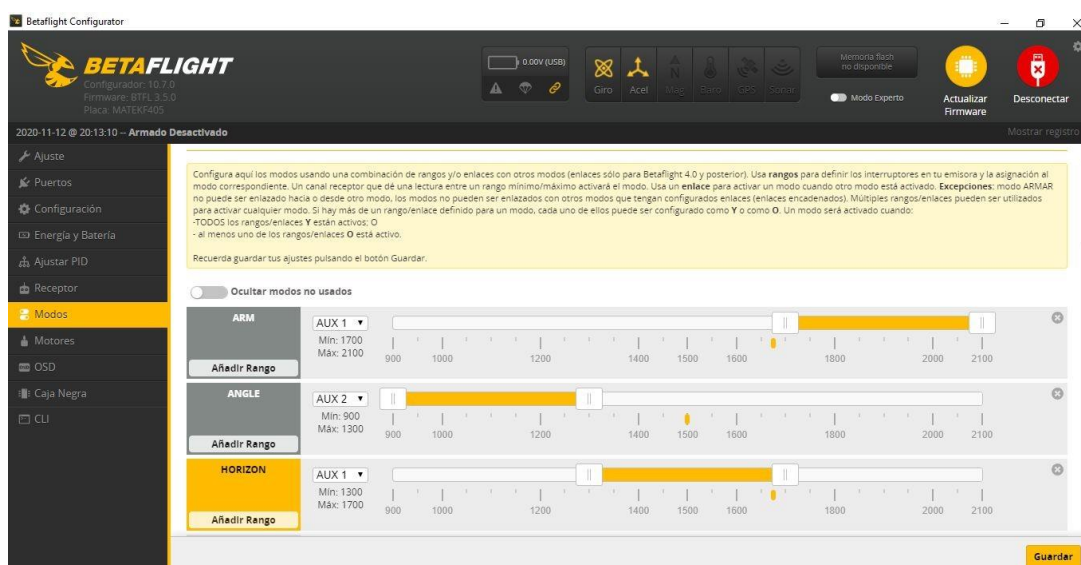 Betaflight Configurator
BETAFLIGHT
Configurador: 10.7.0
Firmware: BTFL 3.5.0
Placa: MATEKF405
0.00V (USB)
Giro Acel Mag Baro GPS Sonar
Memoria flash
no disponible
Modo Experto
Actualizar
Firmware
Desconectar
2020-11-12 @ 20:13:10 -- Armado Desactivado
Mostrar registro
Ajuste
Puertos
Configuración
Energía y Batería
Ajustar PID
Receptor
Modos
Motores
OSD
Caja Negra
CLI
Configura aquí los modos usando una combinación de rangos y/o enlaces con otros modos (enlaces sólo para Betaflight 4.0 y posterior). Usa rangos para definir los interruptores en tu emisora y la asignación al
modo correspondiente. Un canal receptor que dé una lectura entre un rango mínimo/máximo activará el modo. Usa un enlace para activar un modo cuando otro modo está activado. Excepciones: modo ARMAR
no puede ser enlazado hacia o desde otro modo, los modos no pueden ser enlazados con otros modos que tengan configurados enlaces (enlaces encadenados). Múltiples rangos/enlaces pueden ser utilizados
para activar cualquier modo. Si hay más de un rango/enlace definido para un modo, cada uno de ellos puede ser configurado como Y o como O. Un modo será activado cuando:
-TODOS los rangos/enlaces Y están activos; O
- al menos uno de los rangos/enlaces O está activo.
Recuerda guardar tus ajustes pulsando el botón Guardar.
Ocultar modos no usados
ARM
Añadir Rango
AUX 1
Mín: 1700
Máx: 2100
900 1000 1200 1400 1500 1600 1800 2000 2100
ANGLE
Añadir Rango
AUX 2
Mín: 900
Máx: 1300
900 1000 1200 1400 1500 1600 1800 2000 2100
HORIZON
Añadir Rango
AUX 1
Mín: 1300
Máx: 1700
900 1000 1200 1400 1500 1600 1800 2000 2100
Guardar